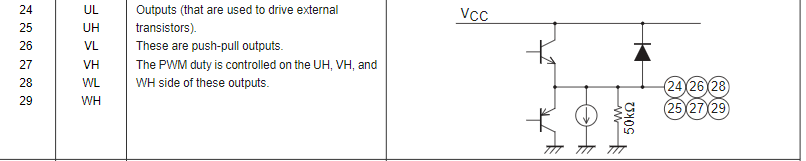 24 UL Outputs (that are used to drive external
25 UH transistors).
26 VL These are push-pull outputs.
27 VH The PWM duty is controlled on the UH, VH, and
28 WL WH side of these outputs.
29 WH
VCC
24 26 28
25 27 29
50kΩ